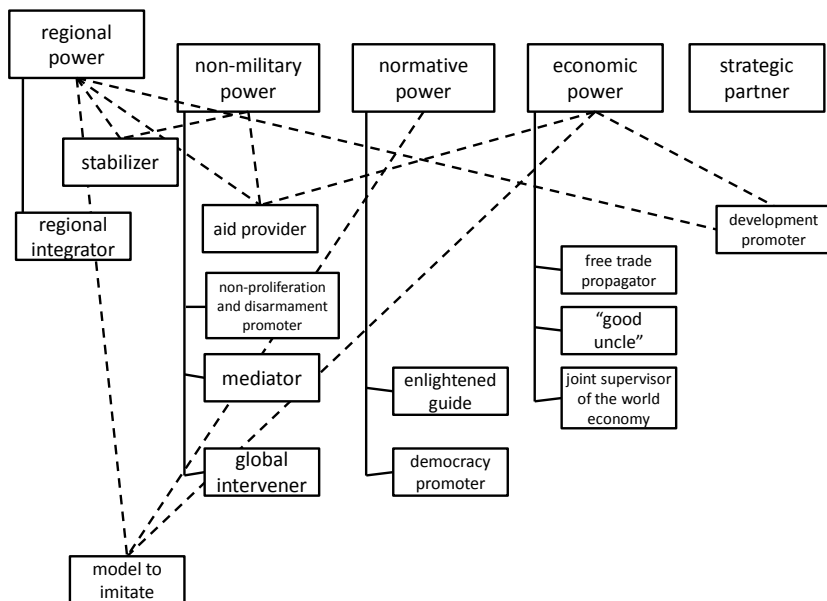 regional
power
non-military
power
normative
power
economic
power
strategic
partner
stabilizer
regional
integrator
aid provider
development
promoter
non-proliferation
and disarmament
promoter
free trade
propagator
“good
uncle”
mediator
enlightened
guide
joint supervisor
of the world
economy
global
intervener
democracy
promoter
model to
imitate